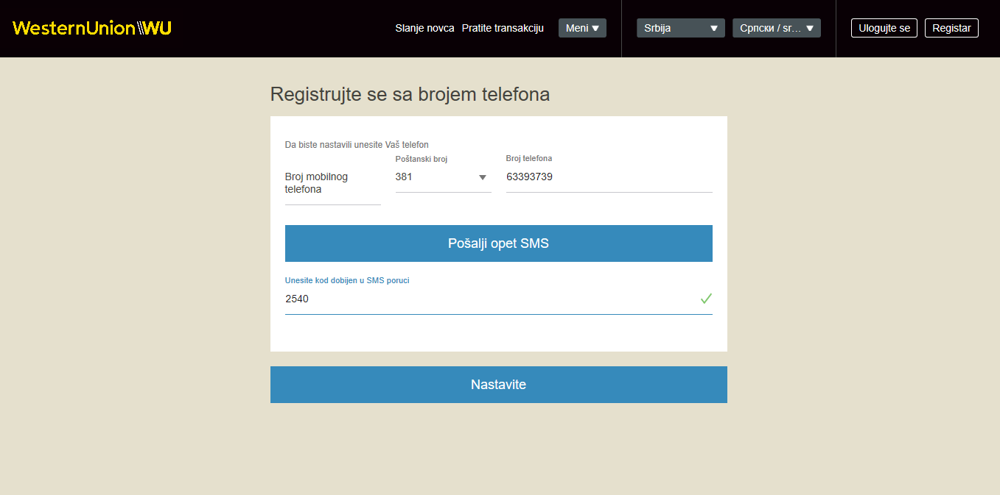 WesternUnion WU
Slanje novca Pratite transakciju Meni Srbija Српски / sr... Ulogujte se Registar
Registrujte se sa brojem telefona
Da biste nastavili unesite Vaš telefon
Poštanski broj Broj telefona
Broj mobilnog telefona 381 63393739
Pošalji opet SMS
Unesite kod dobijen u SMS poruci
2540
Nastavite